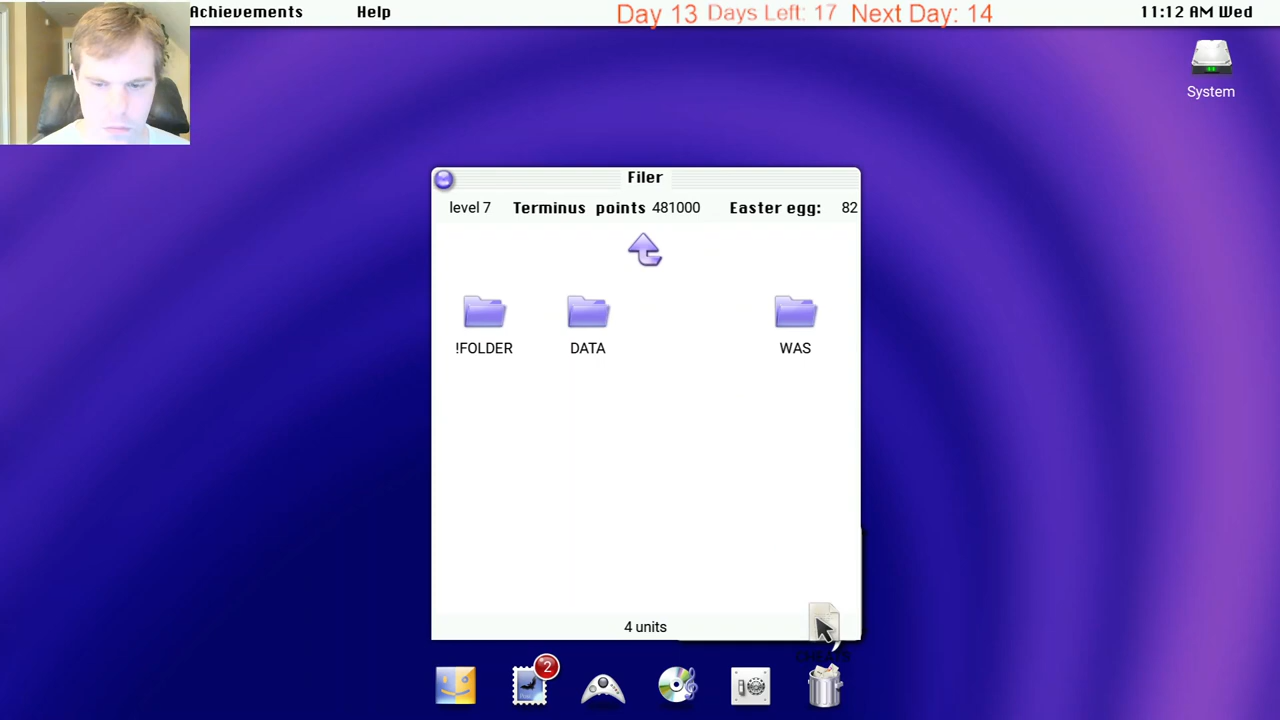 Achievements Help Day 13 Days Left: 17 Next Day: 14 11:12 AM Wed
System
Filer
level 7 Terminus points 481000 Easter egg: 82
!FOLDER DATA WAS
4 units
CHEATS
2